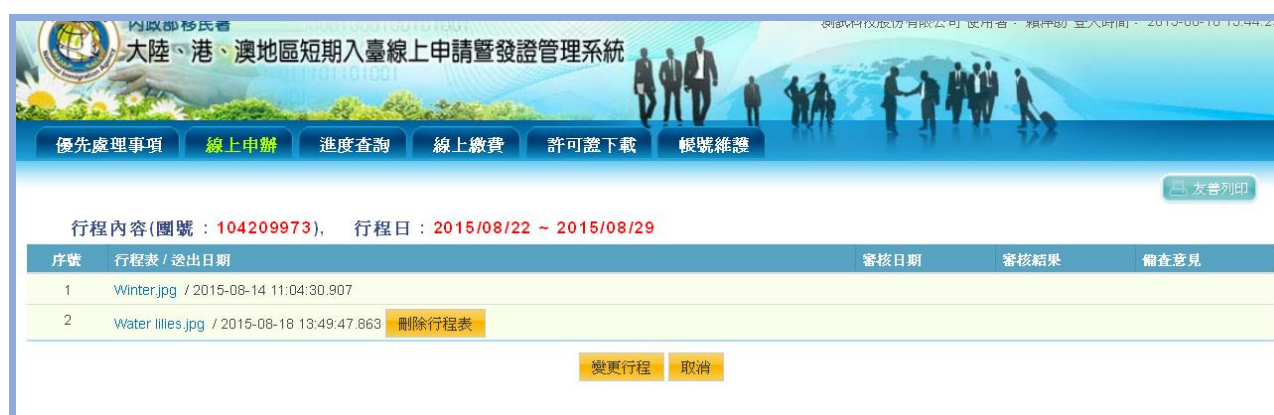 內政部移民署
大陸、港、澳地區短期入臺線上申請暨發證管理系統
優先處理事項 線上申辦 進度查詢 線上繳費 許可證下載 帳號維護
友善列印
行程內容(團號：104209973), 行程日：2015/08/22 ~ 2015/08/29
序號 行程表 / 送出日期 審核日期 審核結果 備查意見
1 Winter.jpg / 2015-08-14 11:04:30.907
2 Water lilies.jpg / 2015-08-18 13:49:47.863 刪除行程表
變更行程 取消